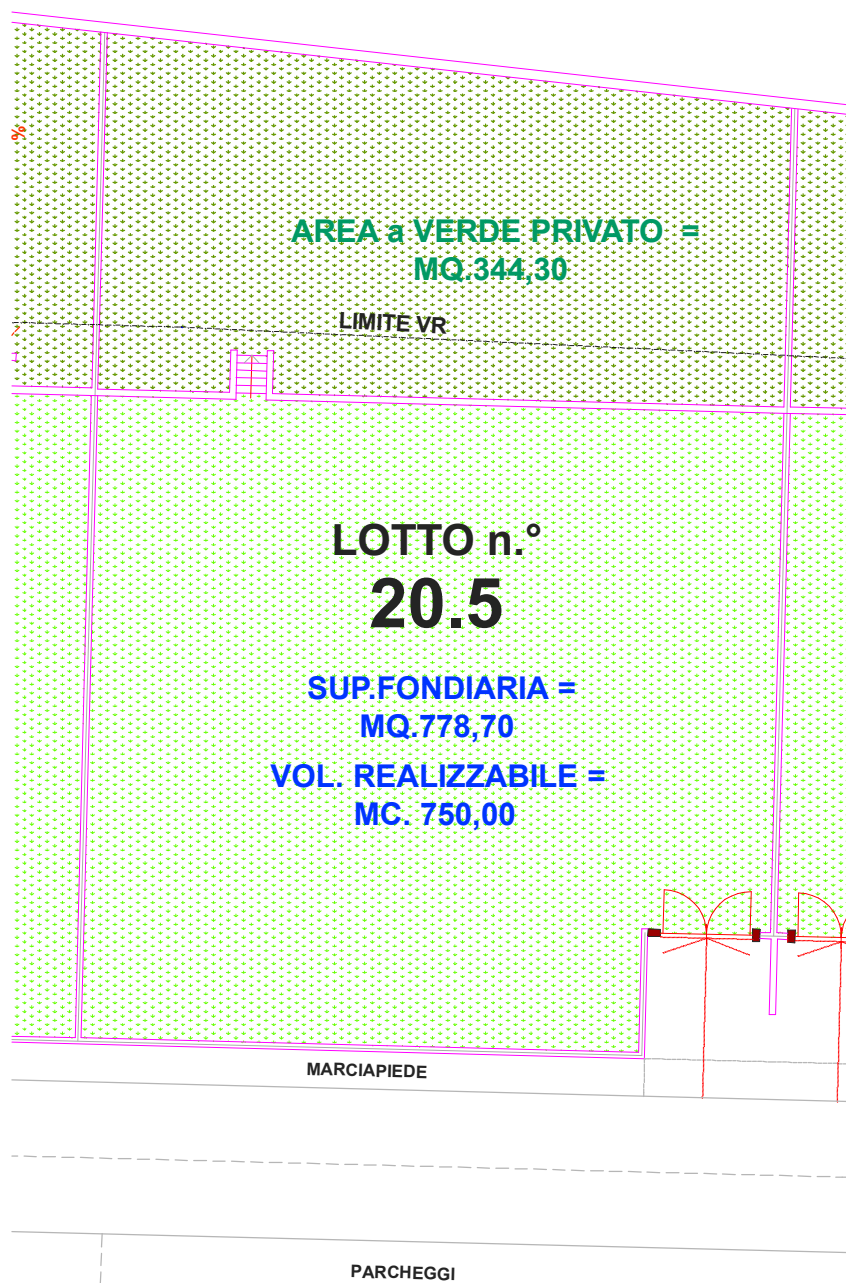 %
AREA a VERDE PRIVATO =
MQ.344,30
LIMITE VR
LOTTO n.°
20.5
SUP.FONDIARIA =
MQ.778,70
VOL. REALIZZABILE =
MC. 750,00
MARCIAPIEDE
PARCHEGGI